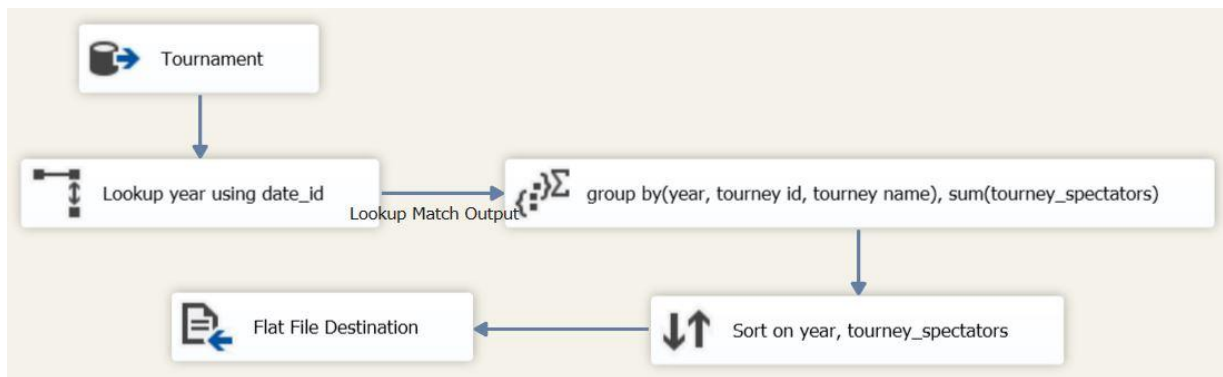 Tournament
Lookup year using date_id
Lookup Match Output
group by(year, tourney id, tourney name), sum(tourney_spectators)
Sort on year, tourney_spectators
Flat File Destination